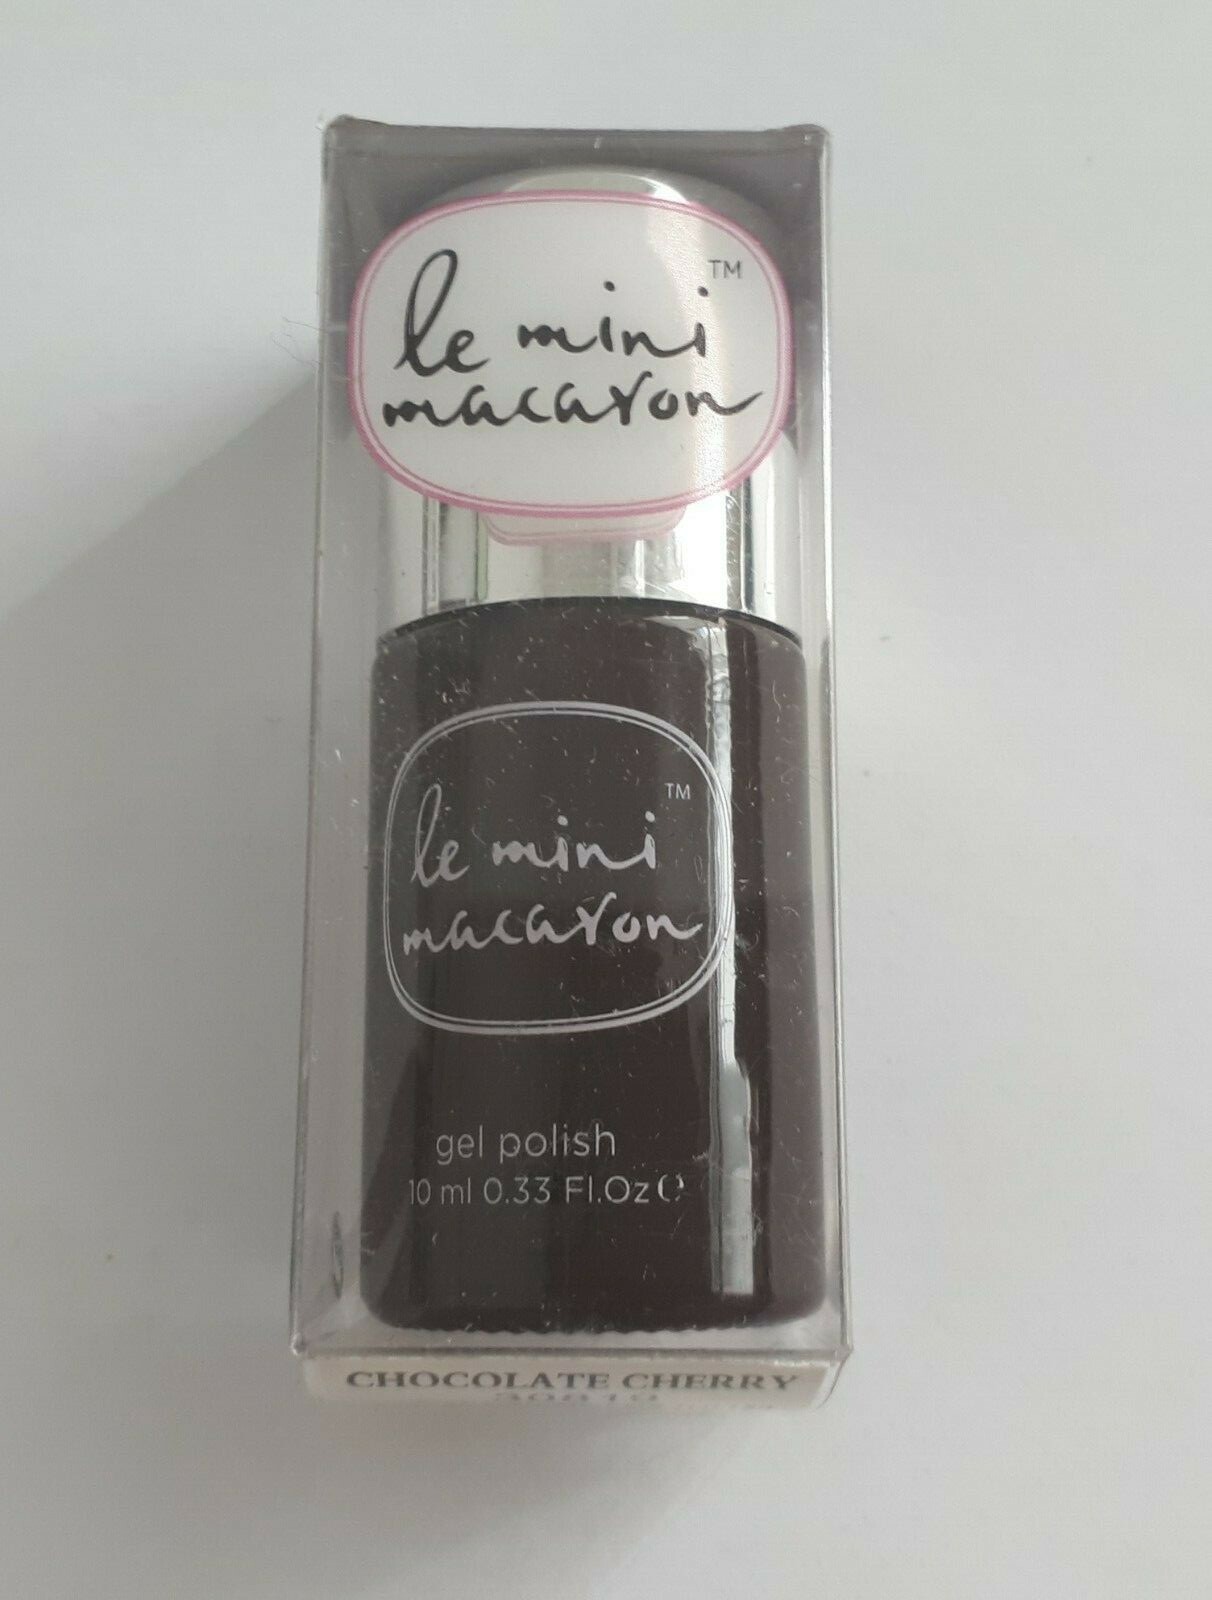 le mini TM
macaron
le mini TM
macaron
gel polish
10 ml 0.33 Fl.Oz ℮
CHOCOLATE CHERRY